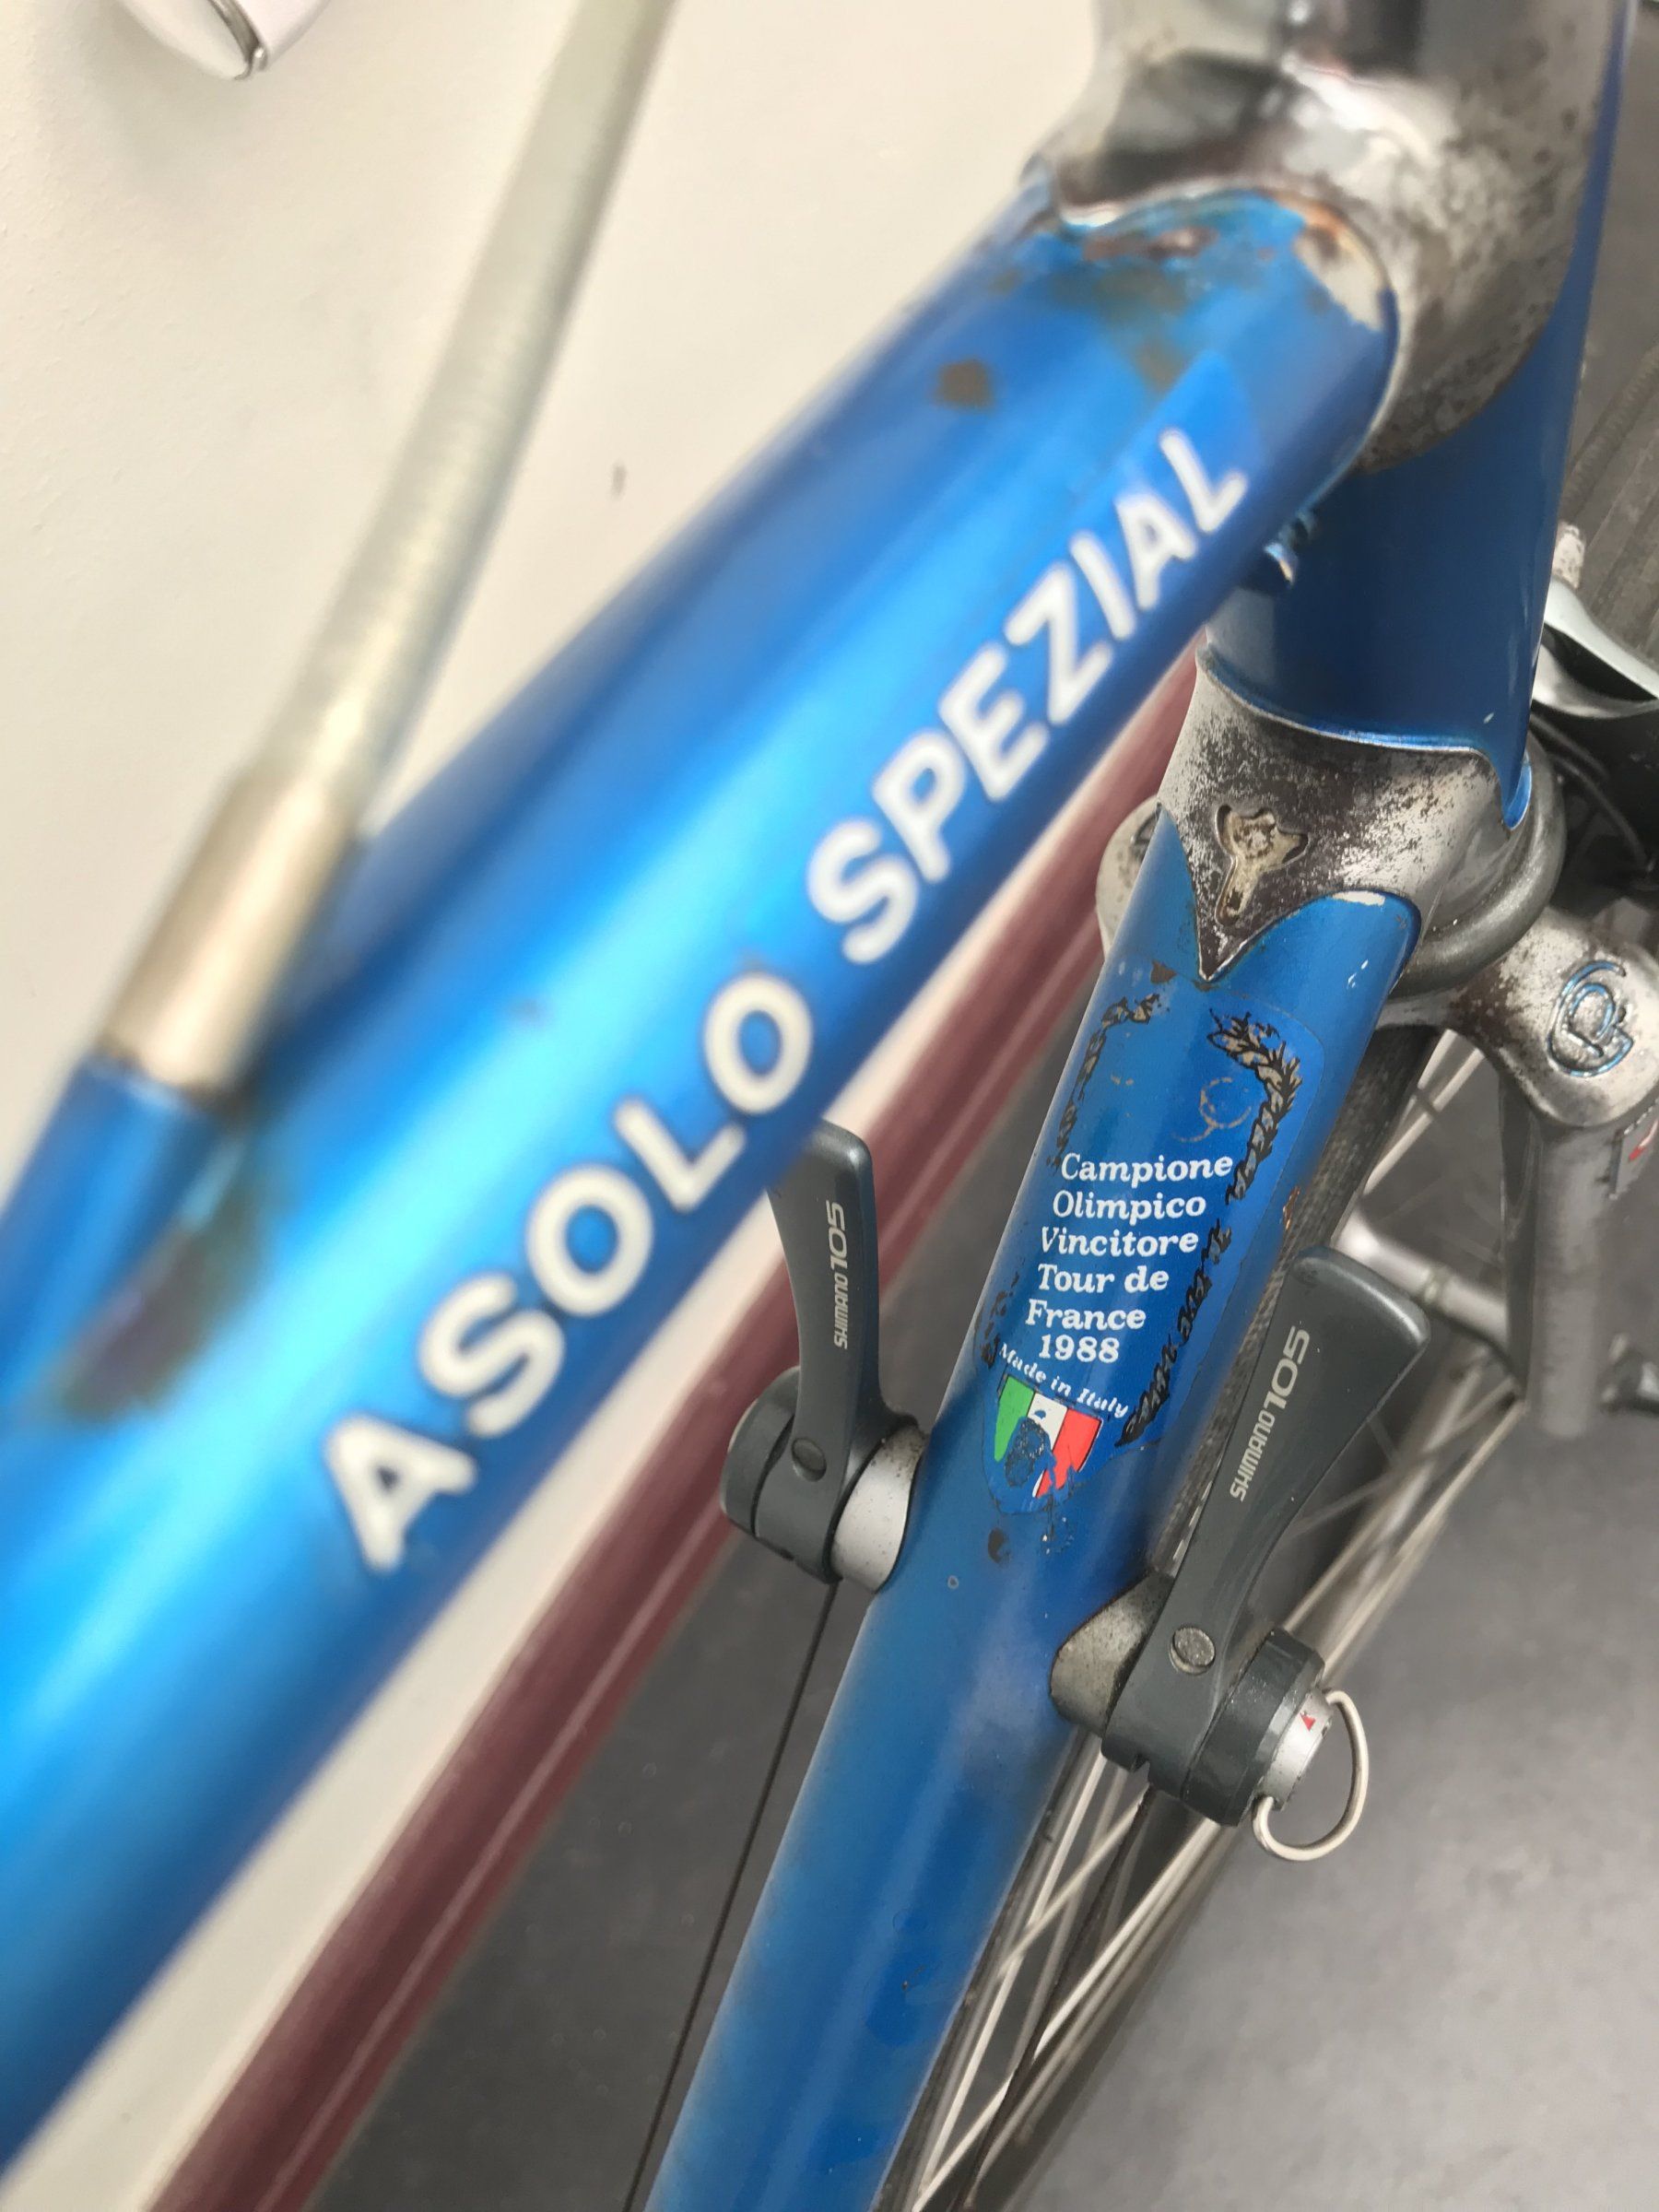 ASOLO SPEZIAL
Campione
Olimpico
Vincitore
Tour de
France
1988
Made in Italy
SHIMANO 105
SHIMANO 105